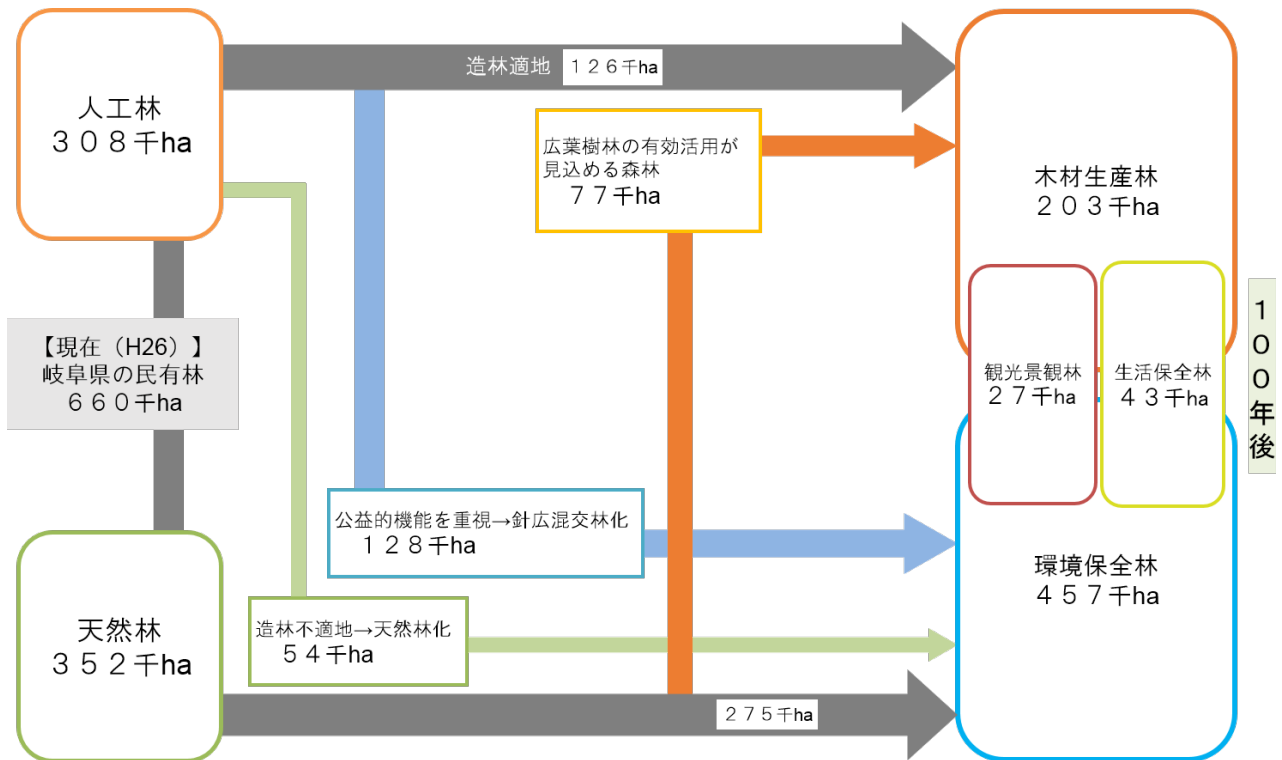 人工林
３０８千ha
造林適地
１２６千ha
広葉樹林の有効活用が
見込める森林
７７千ha
木材生産林
２０３千ha
【現在（H26）】
岐阜県の民有林
６６０千ha
観光景観林
２７千ha
生活保全林
４３千ha
１００年後
公益的機能を重視→針広混交林化
１２８千ha
環境保全林
４５７千ha
造林不適地→天然林化
５４千ha
天然林
３５２千ha
２７５千ha